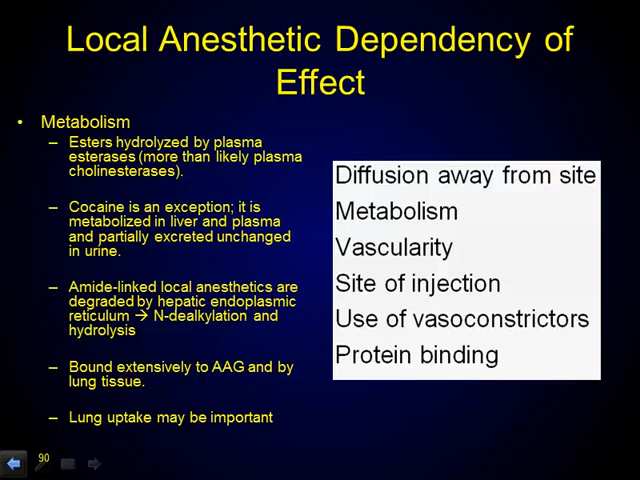 Local Anesthetic Dependency of
Effect
• Metabolism
– Esters hydrolyzed by plasma
esterases (more than likely plasma
cholinesterases).
– Cocaine is an exception; it is
metabolized in liver and plasma
and partially excreted unchanged
in urine.
– Amide-linked local anesthetics are
degraded by hepatic endoplasmic
reticulum → N-dealkylation and
hydrolysis
– Bound extensively to AAG and by
lung tissue.
– Lung uptake may be important
Diffusion away from site
Metabolism
Vascularity
Site of injection
Use of vasoconstrictors
Protein binding
90